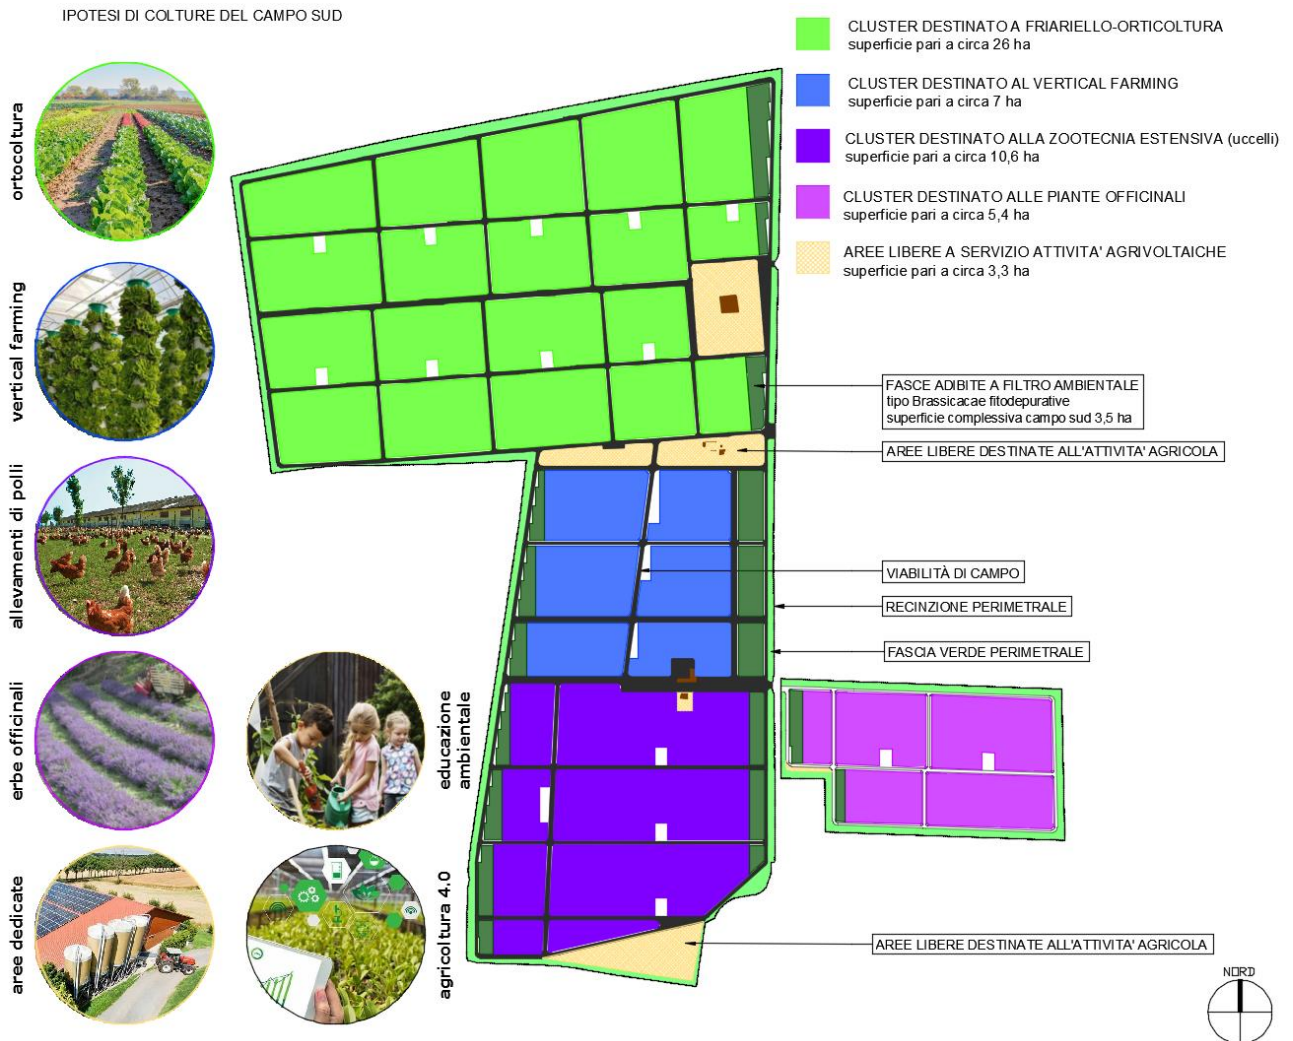 IPOTESI DI COLTURE DEL CAMPO SUD
CLUSTER DESTINATO A FRIARIELLO-ORTICOLTURA
superficie pari a circa 26 ha
CLUSTER DESTINATO AL VERTICAL FARMING
superficie pari a circa 7 ha
CLUSTER DESTINATO ALLA ZOOTECNIA ESTENSIVA (uccelli)
superficie pari a circa 10,6 ha
CLUSTER DESTINATO ALLE PIANTE OFFICINALI
superficie pari a circa 5,4 ha
AREE LIBERE A SERVIZIO ATTIVITA' AGRIVOLTAICHE
superficie pari a circa 3,3 ha
ortocoltura
vertical farming
allevamenti di polli
erbe officinali
educazione
ambientale
aree dedicate
agricoltura 4.0
FASCE ADIBITE A FILTRO AMBIENTALE
tipo Brassicacae fitodepurative
superficie complessiva campo sud 3,5 ha
AREE LIBERE DESTINATE ALL'ATTIVITA' AGRICOLA
VIABILITÀ DI CAMPO
RECINZIONE PERIMETRALE
FASCIA VERDE PERIMETRALE
AREE LIBERE DESTINATE ALL'ATTIVITA' AGRICOLA
NORD